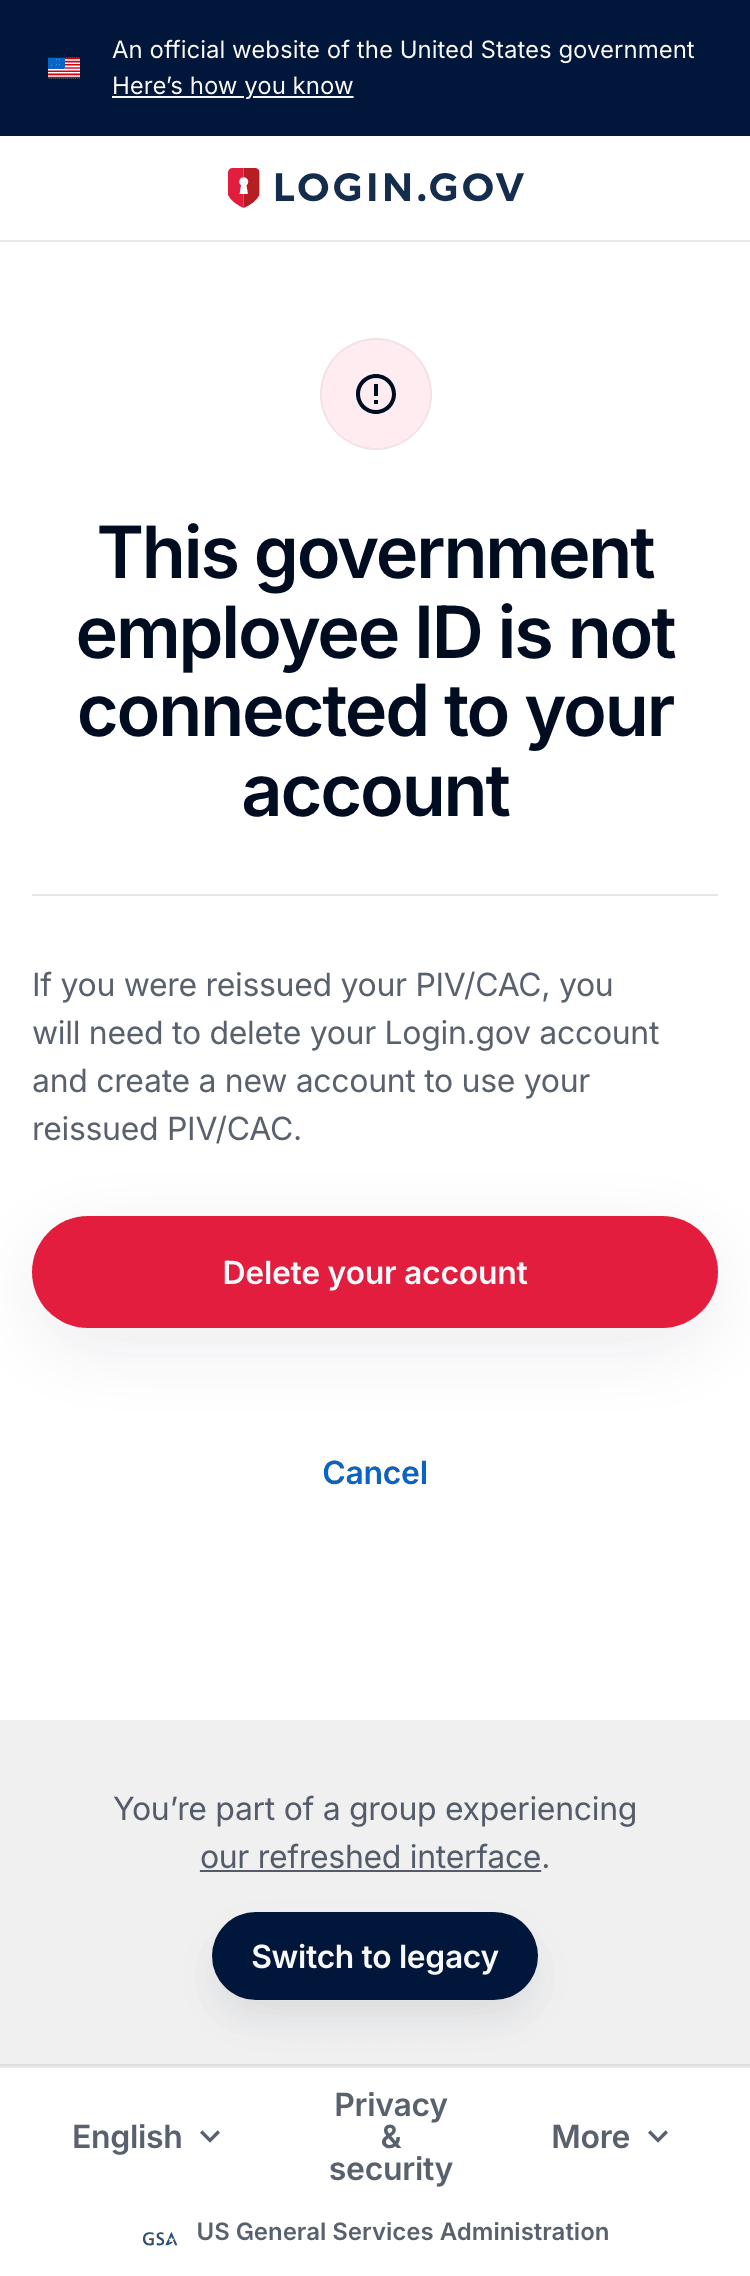 An official website of the United States government
Here’s how you know
LOGIN.GOV
This government
employee ID is not
connected to your
account
If you were reissued your PIV/CAC, you
will need to delete your Login.gov account
and create a new account to use your
reissued PIV/CAC.
Delete your account
Cancel
You’re part of a group experiencing
our refreshed interface.
Switch to legacy
English
Privacy
&
security
More
GSA US General Services Administration